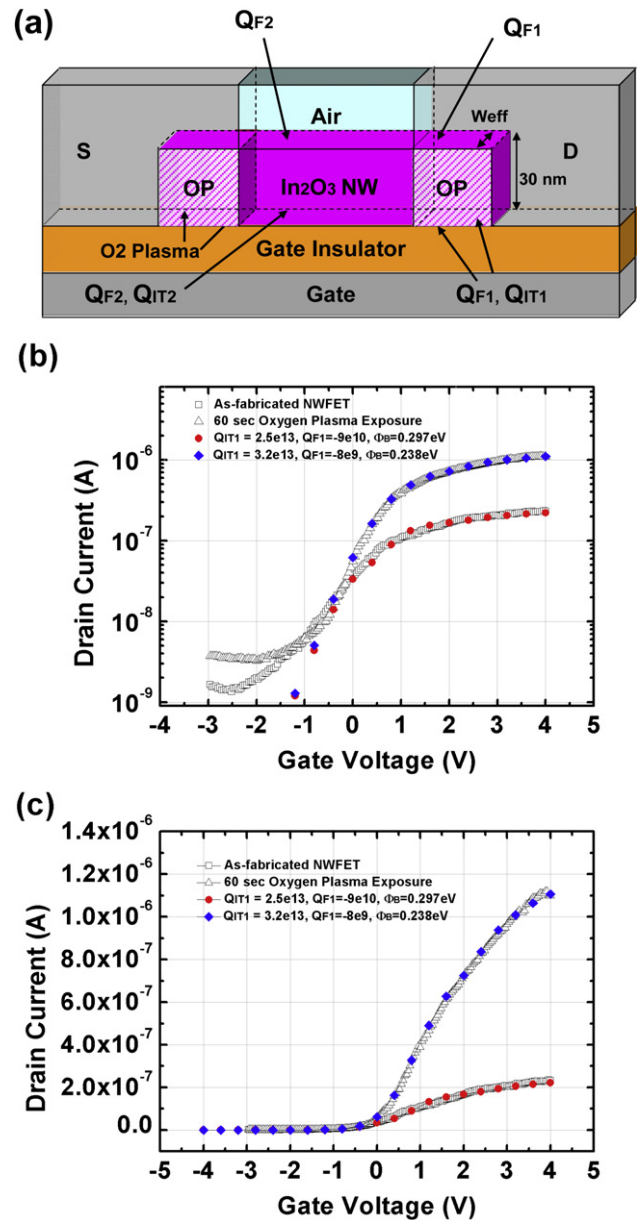 (a)
QF2
QF1
Weff
Air
S
D
30 nm
OP
In2O3 NW
OP
O2 Plasma
Gate Insulator
QF2, QIT2
Gate
QF1, QIT1
(b)
As-fabricated NWFET
60 sec Oxygen Plasma Exposure
QIT1 = 2.5e13, QF1=-9e10, ΦB=0.297eV
QIT1 = 3.2e13, QF1=-8e9, ΦB=0.238eV
10-6
10-7
10-8
10-9
Drain Current (A)
-4 -3 -2 -1 0 1 2 3 4 5
Gate Voltage (V)
(c)
1.4x10-6
1.2x10-6
1.0x10-6
8.0x10-7
6.0x10-7
4.0x10-7
2.0x10-7
0.0
As-fabricated NWFET
60 sec Oxygen Plasma Exposure
QIT1 = 2.5e13, QF1=-9e10, ΦB=0.297eV
QIT1 = 3.2e13, QF1=-8e9, ΦB=0.238eV
Drain Current (A)
-5 -4 -3 -2 -1 0 1 2 3 4 5
Gate Voltage (V)